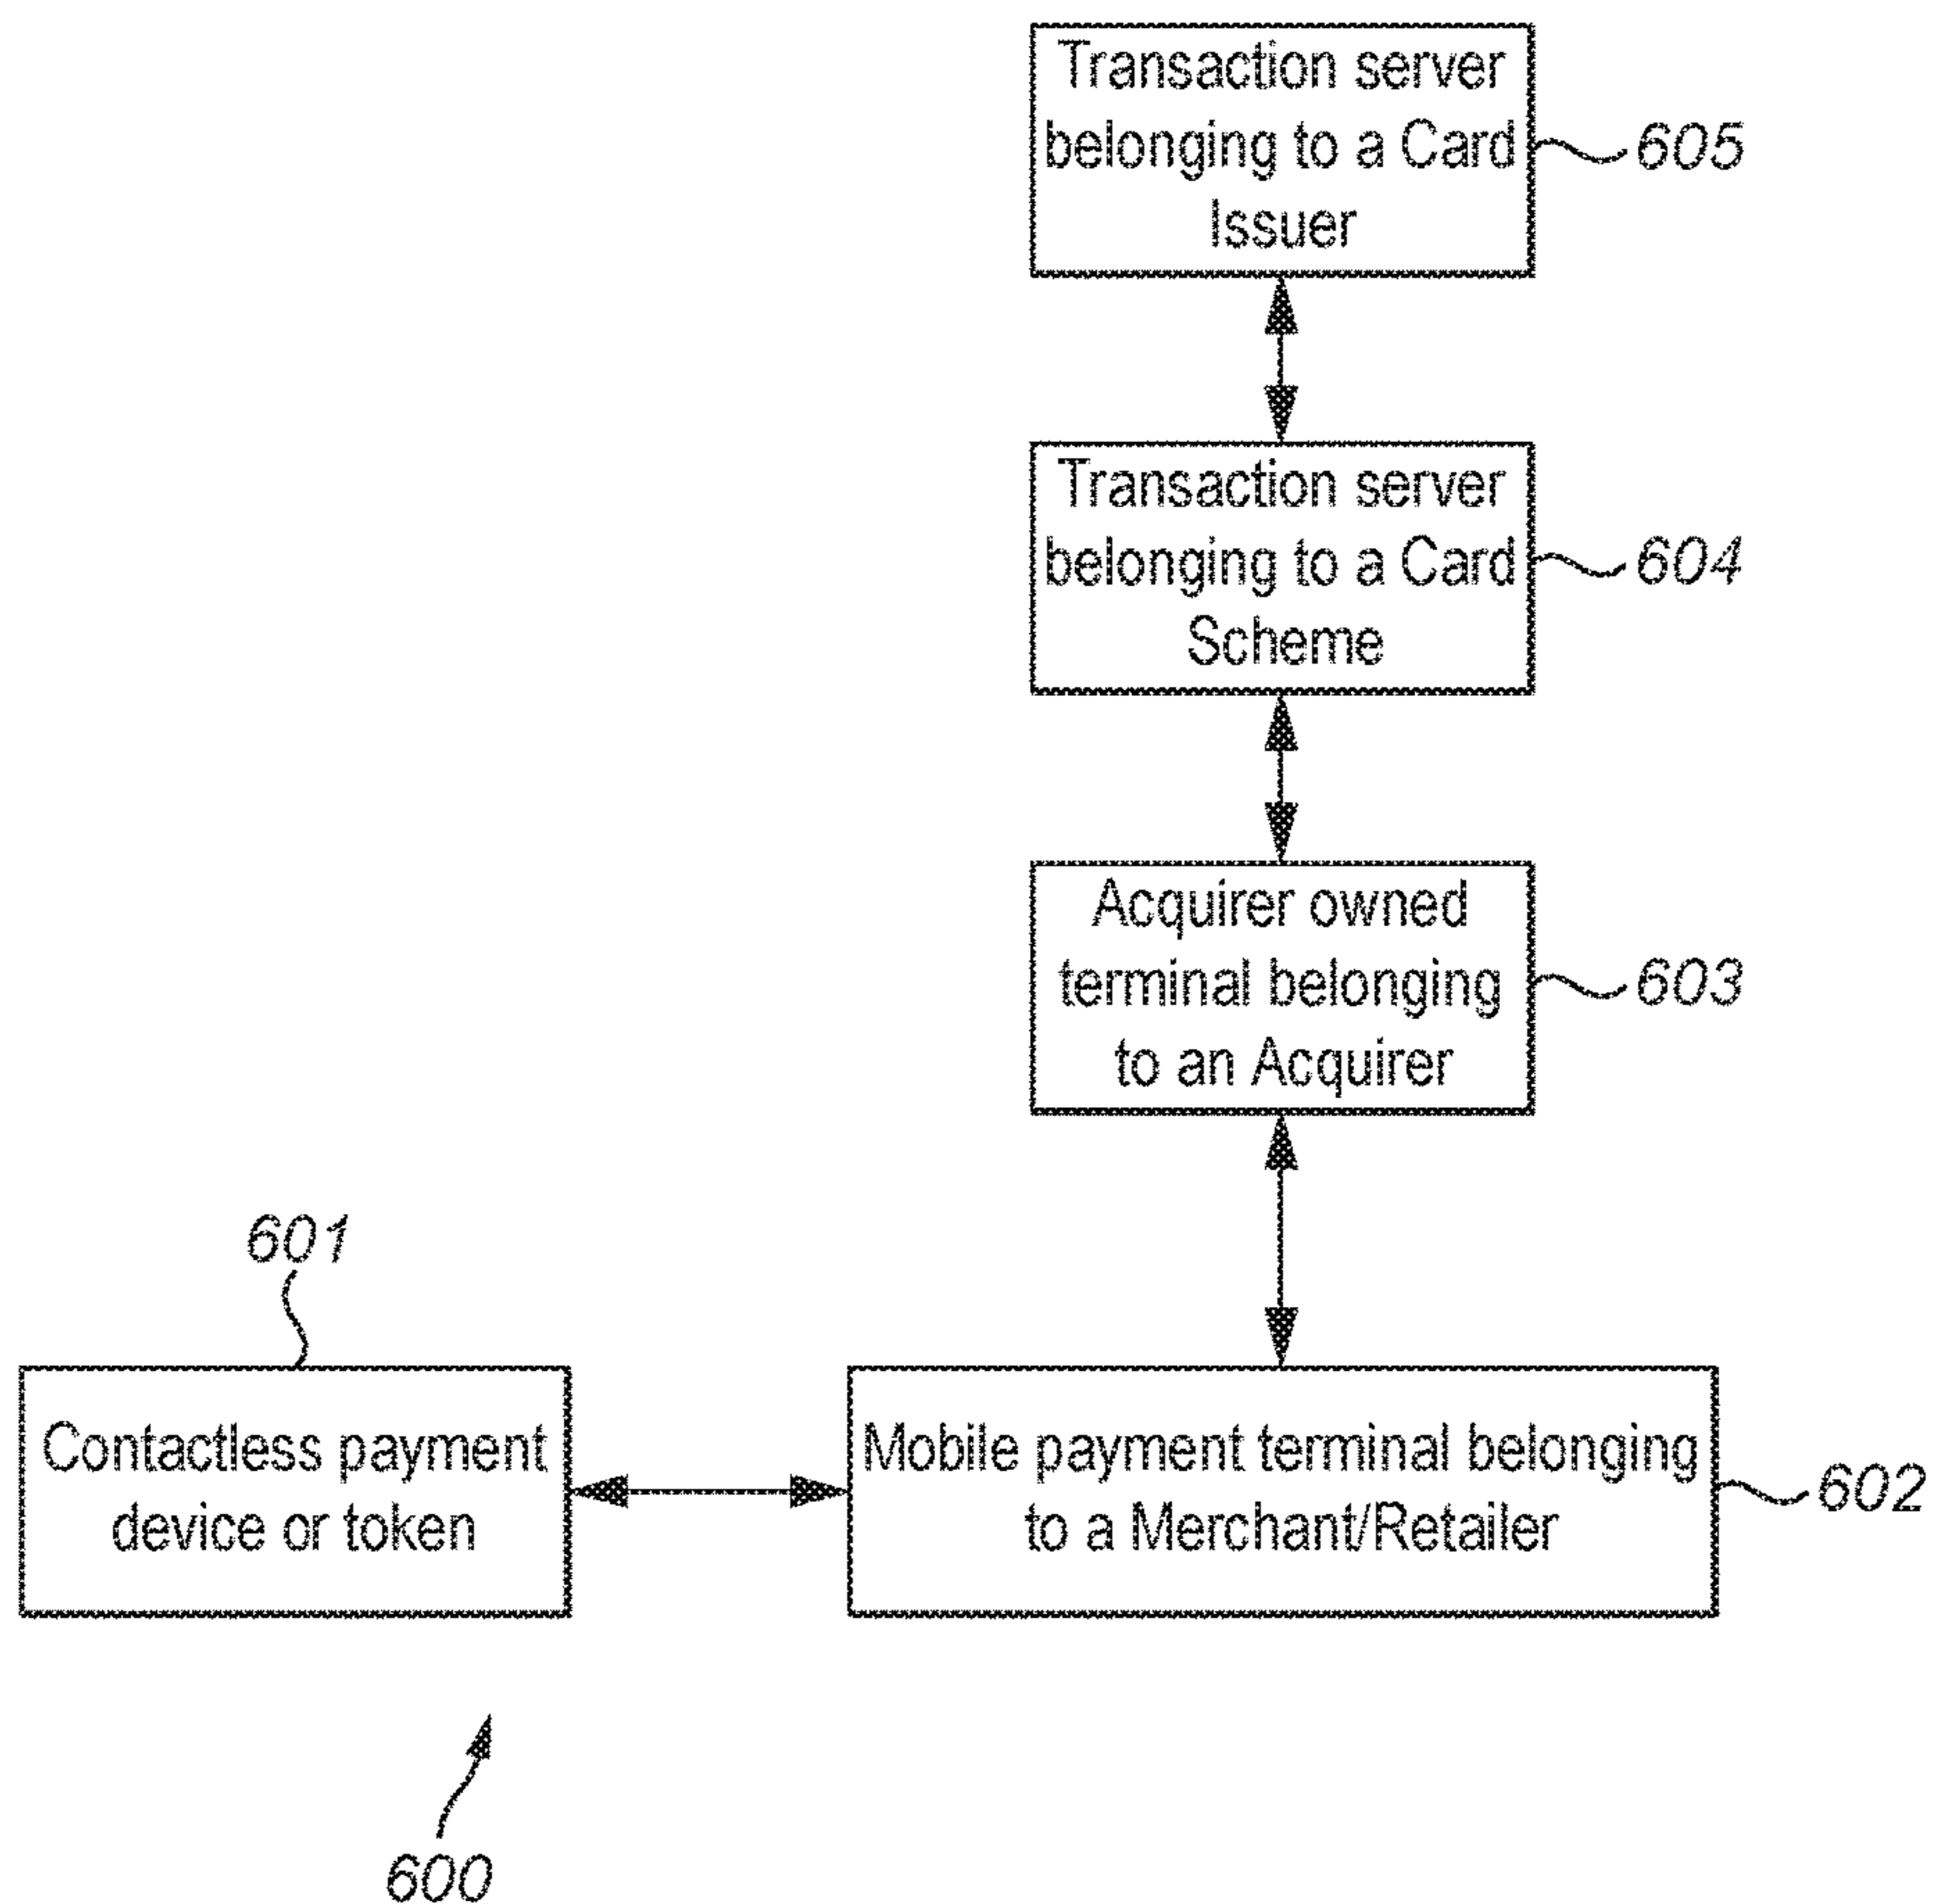 Transaction server
belonging to a Card
Issuer
605
Transaction server
belonging to a Card
Scheme
604
Acquirer owned
terminal belonging
to an Acquirer
603
601
Contactless payment
device or token
Mobile payment terminal belonging
to a Merchant/Retailer
602
600